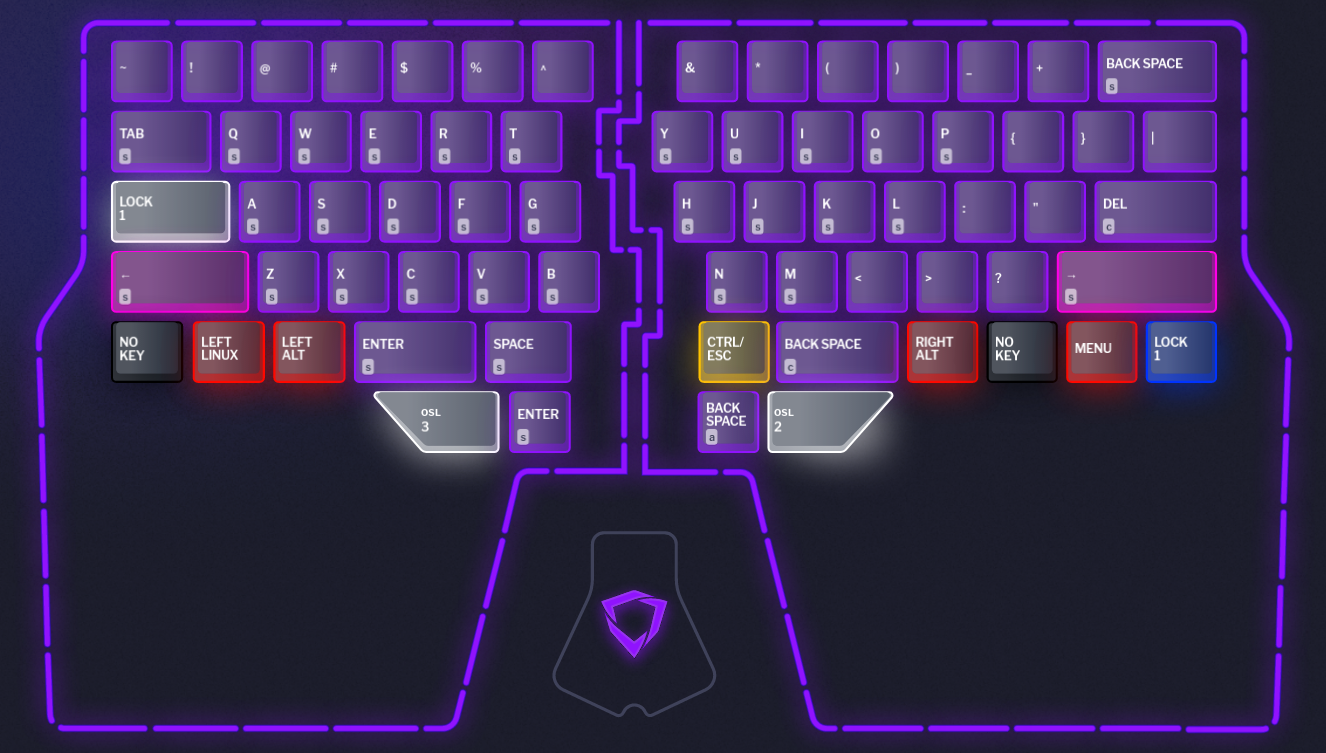 ~ ! @ # $ % ^ & * ( ) _ + BACK SPACE
s
TAB Q W E R T Y U I O P { } |
s s s s s s s s s s s
LOCK A S D F G H J K L : " DEL
1 s s s s s s s s s c
← Z X C V B N M < > ? →
s s s s s s s s s
NO LEFT LEFT ENTER SPACE CTRL/ BACK SPACE RIGHT NO MENU LOCK
KEY LINUX ALT s s ESC c ALT KEY 1
OSL ENTER BACK OSL
3 s SPACE 2
a